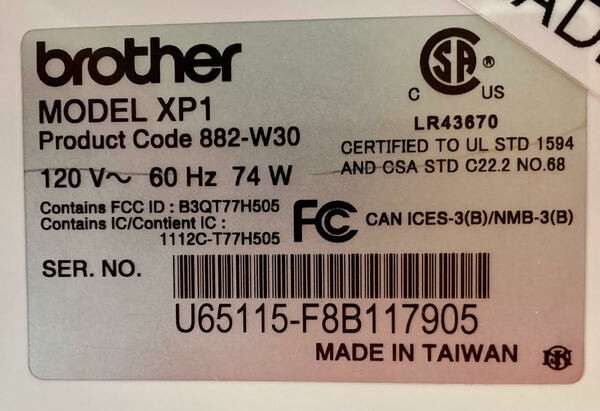 brother
MODEL XP1
Product Code 882-W30
120 V～ 60 Hz 74 W
Contains FCC ID : B3QT77H505
Contains IC/Contient IC :
1112C-T77H505
SA ®
C US
LR43670
CERTIFIED TO UL STD 1594
AND CSA STD C22.2 NO.68
FC CAN ICES-3(B)/NMB-3(B)
SER. NO.
U65115-F8B117905
MADE IN TAIWAN